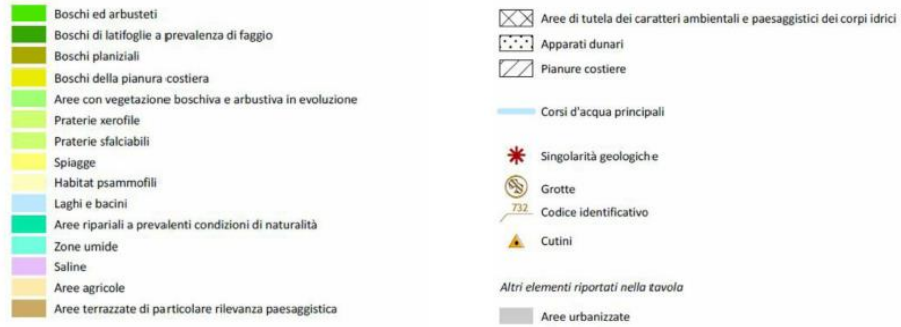 Boschi ed arbusteti
Boschi di latifoglie a prevalenza di faggio
Boschi planiziali
Boschi della pianura costiera
Aree con vegetazione boschiva e arbustiva in evoluzione
Praterie xerofile
Praterie sfalciabili
Spiagge
Habitat psammofili
Laghi e bacini
Aree ripariali a prevalenti condizioni di naturalità
Zone umide
Saline
Aree agricole
Aree terrazzate di particolare rilevanza paesaggistica
Aree di tutela dei caratteri ambientali e paesaggistici dei corpi idrici
Apparati dunari
Pianure costiere
Corsi d'acqua principali
Singolarità geologiche
Grotte
732 Codice identificativo
Cutini
Altri elementi riportati nella tavola
Aree urbanizzate